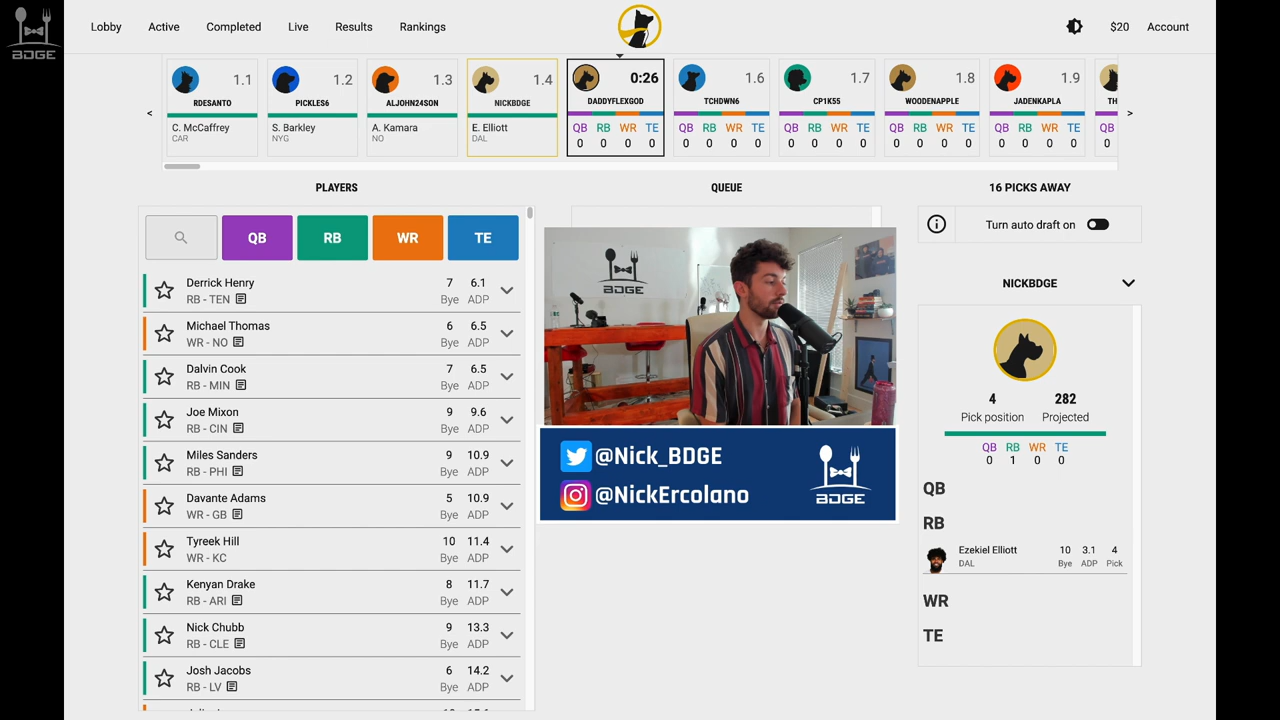 BDGE
Lobby Active Completed Live Results Rankings $20 Account
1.1 1.2 1.3 1.4 0:26 1.6 1.7 1.8 1.9
RDESANTO PICKLES6 ALJOHN24SON NICKBDGE DADDYFLEXGOD TCHDWN6 CP1K55 WOODENAPPLE JADENKAPLA TH
C. McCaffrey S. Barkley A. Kamara E. Elliott QB RB WR TE QB RB WR TE QB RB WR TE QB RB WR TE QB RB WR TE QB
CAR NYG NO DAL 0 0 0 0 0 0 0 0 0 0 0 0 0 0 0 0 0 0 0 0 0
< >
PLAYERS QUEUE 16 PICKS AWAY
QB RB WR TE
Turn auto draft on
Derrick Henry 7 6.1
RB - TEN Bye ADP
Michael Thomas 6 6.5
WR - NO Bye ADP
Dalvin Cook 7 6.5
RB - MIN Bye ADP
Joe Mixon 9 9.6
RB - CIN Bye ADP
Miles Sanders 9 10.9
RB - PHI Bye ADP
Davante Adams 5 10.9
WR - GB Bye ADP
Tyreek Hill 10 11.4
WR - KC Bye ADP
Kenyan Drake 8 11.7
RB - ARI Bye ADP
Nick Chubb 9 13.3
RB - CLE Bye ADP
Josh Jacobs 6 14.2
RB - LV Bye ADP
BDGE
@Nick_BDGE
@NickErcolano
BDGE
NICKBDGE
4 282
Pick position Projected
QB RB WR TE
0 1 0 0
QB
RB
Ezekiel Elliott 10 3.1 4
DAL Bye ADP Pick
WR
TE